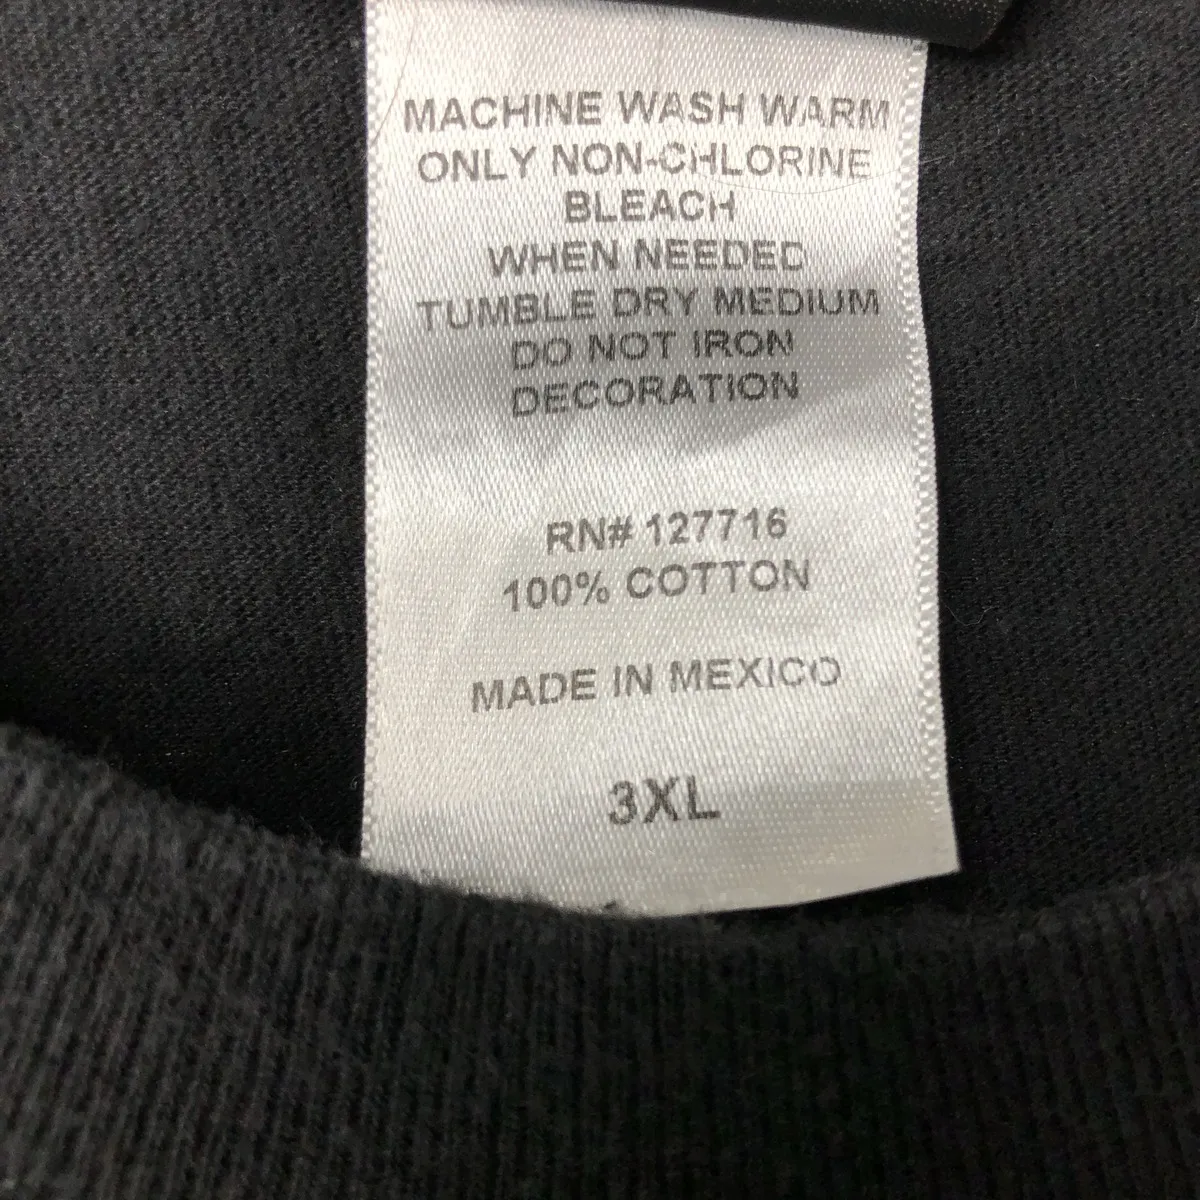 MACHINE WASH WARM
ONLY NON-CHLORINE
BLEACH
WHEN NEEDED
TUMBLE DRY MEDIUM
DO NOT IRON
DECORATION
RN# 127716
100% COTTON
MADE IN MEXICO
3XL